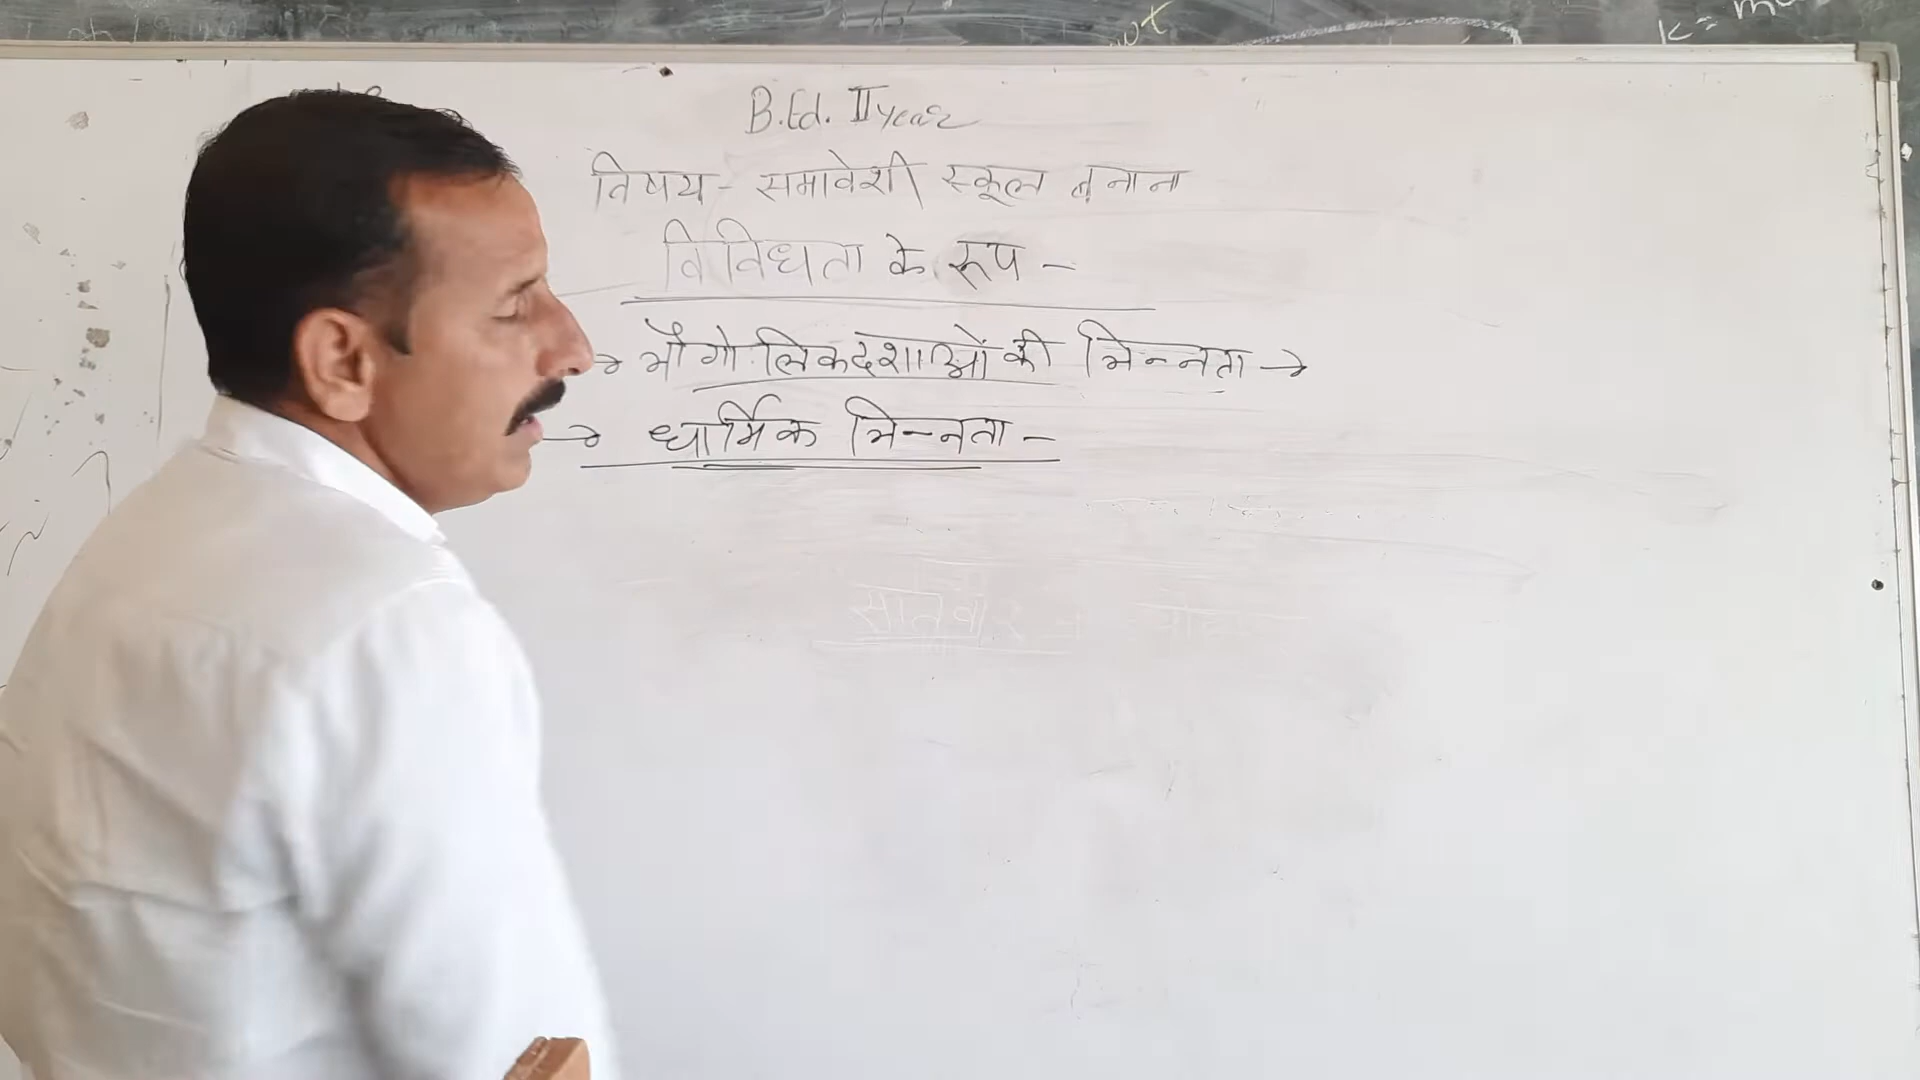 B.Ed. II year
विषय - समावेशी स्कूल बनाना
विविधता के रूप -
→ भौगोलिक दशाओं की भिन्नता →
→ धार्मिक भिन्नता -